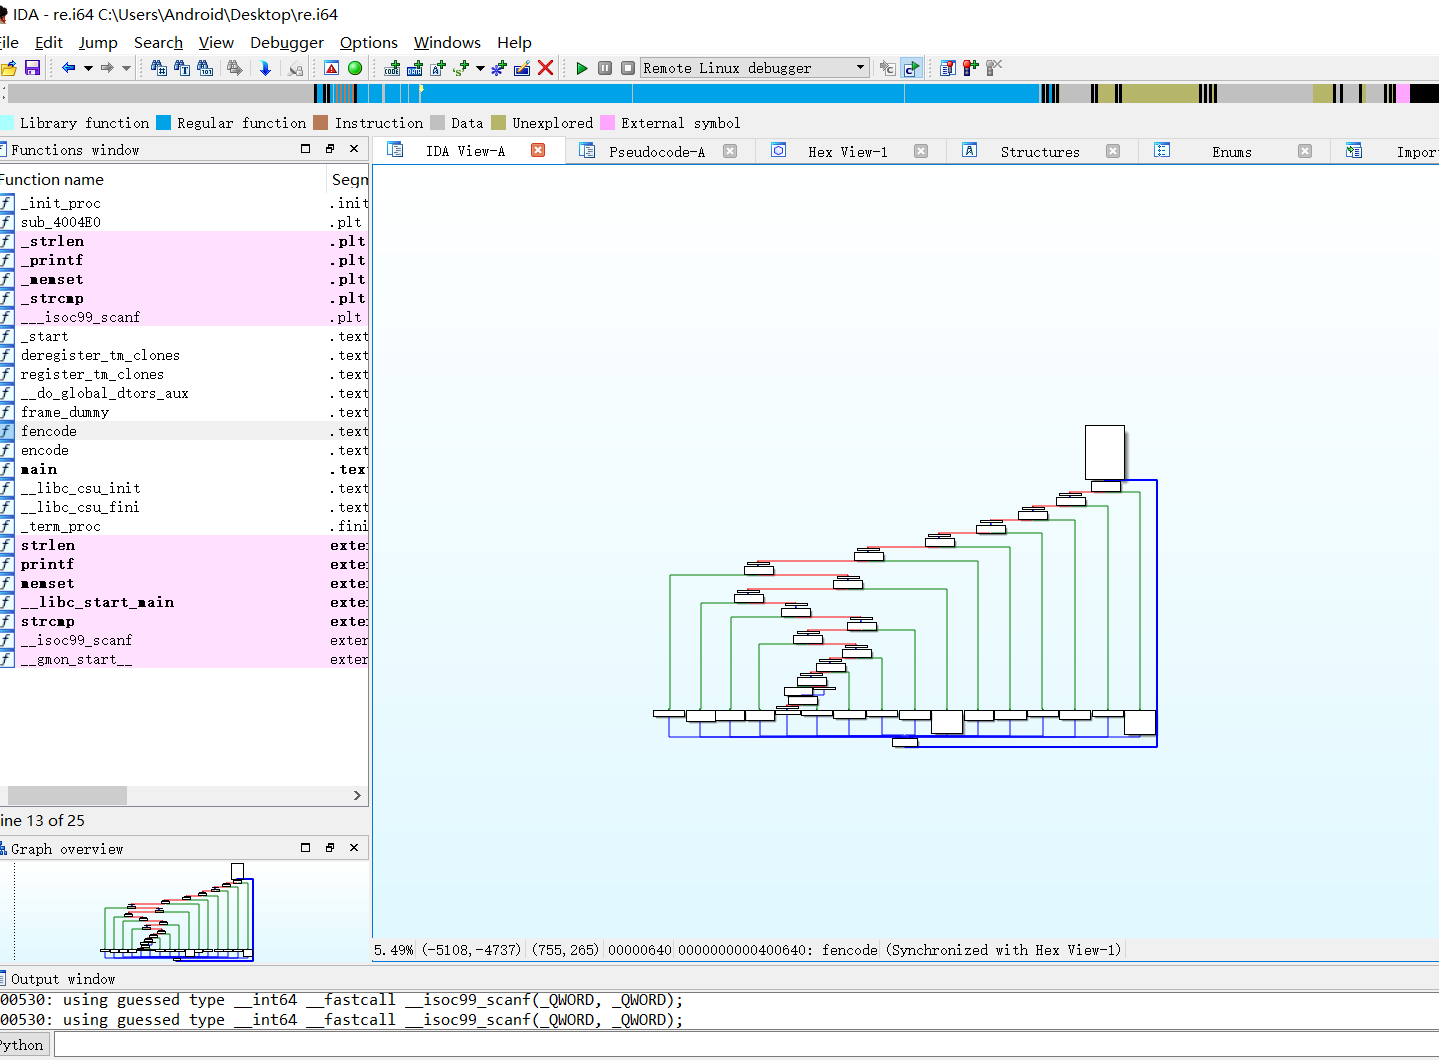 IDA - re.i64 C:\Users\Android\Desktop\re.i64
File Edit Jump Search View Debugger Options Windows Help
Remote Linux debugger
Library function Regular function Instruction Data Unexplored External symbol
Functions window
IDA View-A Pseudocode-A Hex View-1 Structures Enums Impor
Function name Segm
_init_proc .init
sub_4004E0 .plt
_strlen .plt
_printf .plt
_memset .plt
_strcmp .plt
___isoc99_scanf .plt
_start .text
deregister_tm_clones .text
register_tm_clones .text
__do_global_dtors_aux .text
frame_dummy .text
fencode .text
encode .text
main .tex
__libc_csu_init .text
__libc_csu_fini .text
_term_proc .fini
strlen exte
printf exte
memset exte
__libc_start_main exte
strcmp exte
__isoc99_scanf exter
__gmon_start__ exter
ine 13 of 25
Graph overview
5.49% (-5108,-4737) (755,265) 00000640 0000000000400640: fencode (Synchronized with Hex View-1)
Output window
00530: using guessed type __int64 __fastcall __isoc99_scanf(_QWORD, _QWORD);
00530: using guessed type __int64 __fastcall __isoc99_scanf(_QWORD, _QWORD);
Python